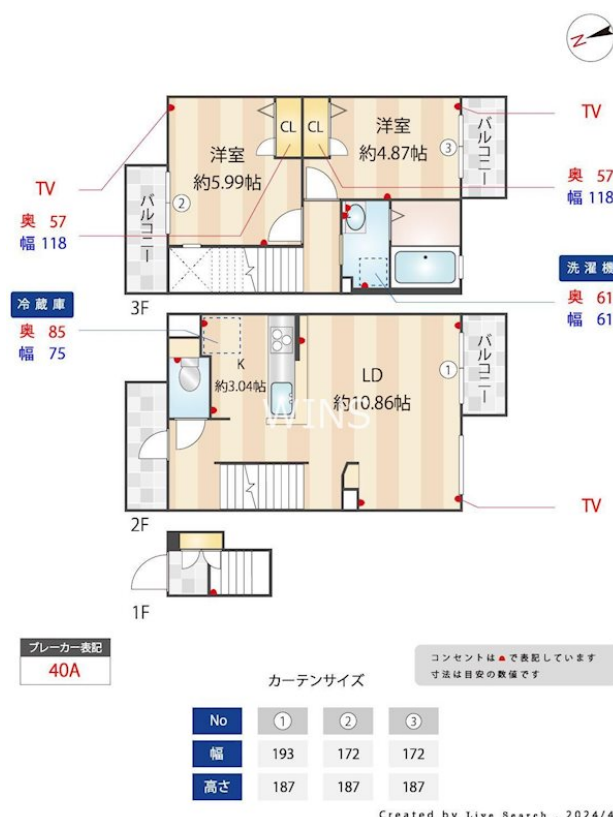 N
CL
CL
洋室
約5.99帖
洋室
約4.87帖
③
バルコニー
TV
奥 57
幅 118
TV
奥 57
幅 118
②
バルコニー
3F
洗濯機
奥 61
幅 61
冷蔵庫
奥 85
幅 75
K
約3.04帖
LD
約10.86帖
WINS
①
バルコニー
TV
2F
1F
ブレーカー表記
40A
コンセントは で表記しています
寸法は目安の数値です
カーテンサイズ
No ① ② ③
幅 193 172 172
高さ 187 187 187
Created by Live Search - 2024/4